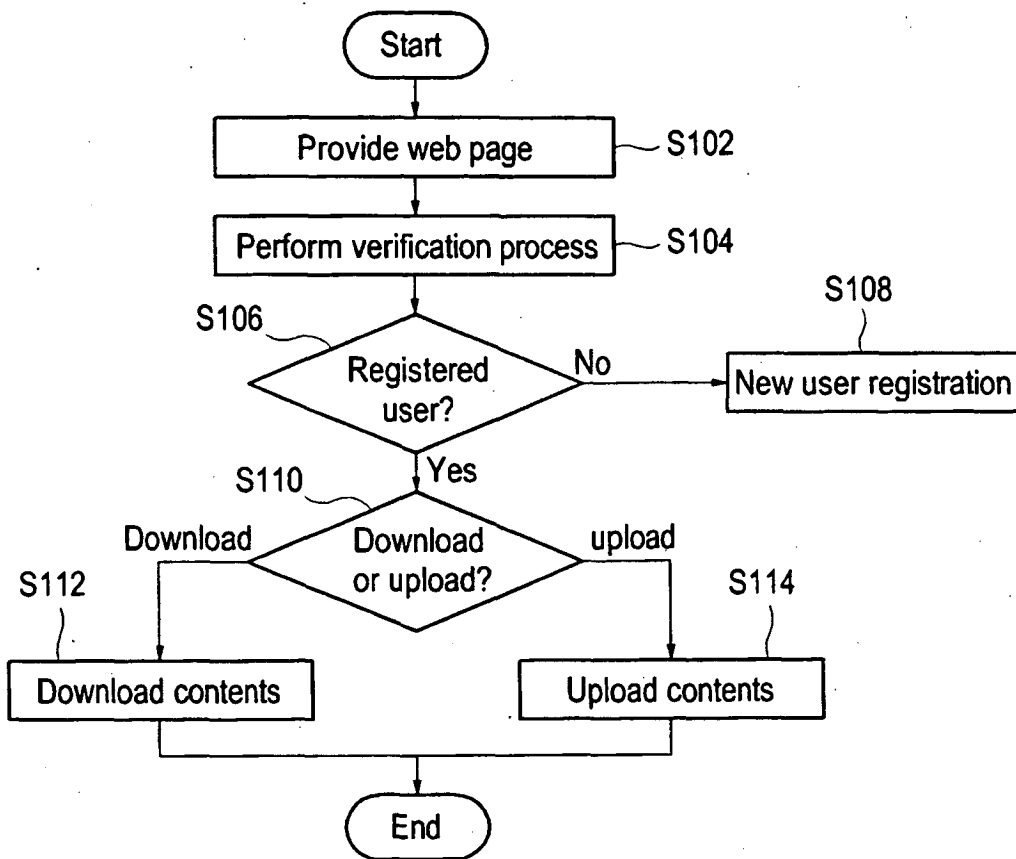 Start
Provide web page
S102
Perform verification process
S104
S106
Registered
user?
No
S108
New user registration
Yes
S110
Download
or upload?
Download
upload
S112
S114
Download contents
Upload contents
End